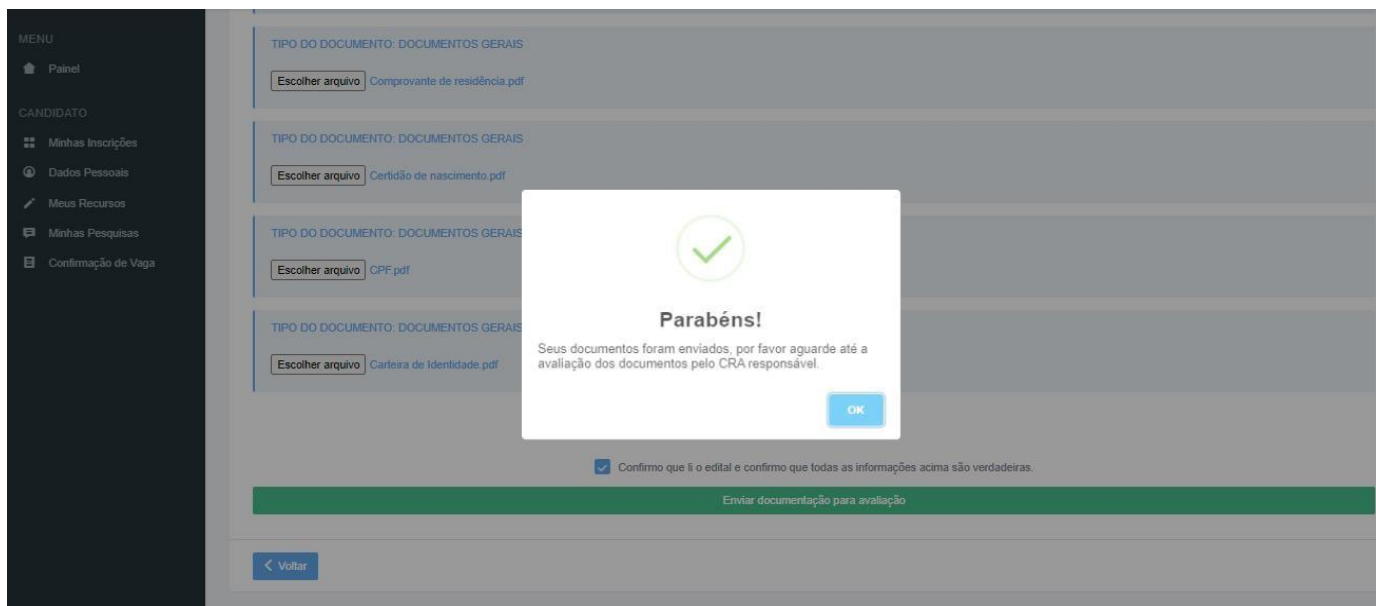 MENU
Painel
CANDIDATO
Minhas Inscrições
Dados Pessoais
Meus Recursos
Minhas Pesquisas
Confirmação de Vaga
TIPO DO DOCUMENTO: DOCUMENTOS GERAIS
Escolher arquivo Comprovante de residência.pdf
TIPO DO DOCUMENTO: DOCUMENTOS GERAIS
Escolher arquivo Certidão de nascimento.pdf
TIPO DO DOCUMENTO: DOCUMENTOS GERAIS
Escolher arquivo CPF.pdf
TIPO DO DOCUMENTO: DOCUMENTOS GERAIS
Escolher arquivo Carteira de Identidade.pdf
Parabéns!
Seus documentos foram enviados, por favor aguarde até a
avaliação dos documentos pelo CRA responsável.
OK
Confirmo que li o edital e confirmo que todas as informações acima são verdadeiras.
Enviar documentação para avaliação
Voltar